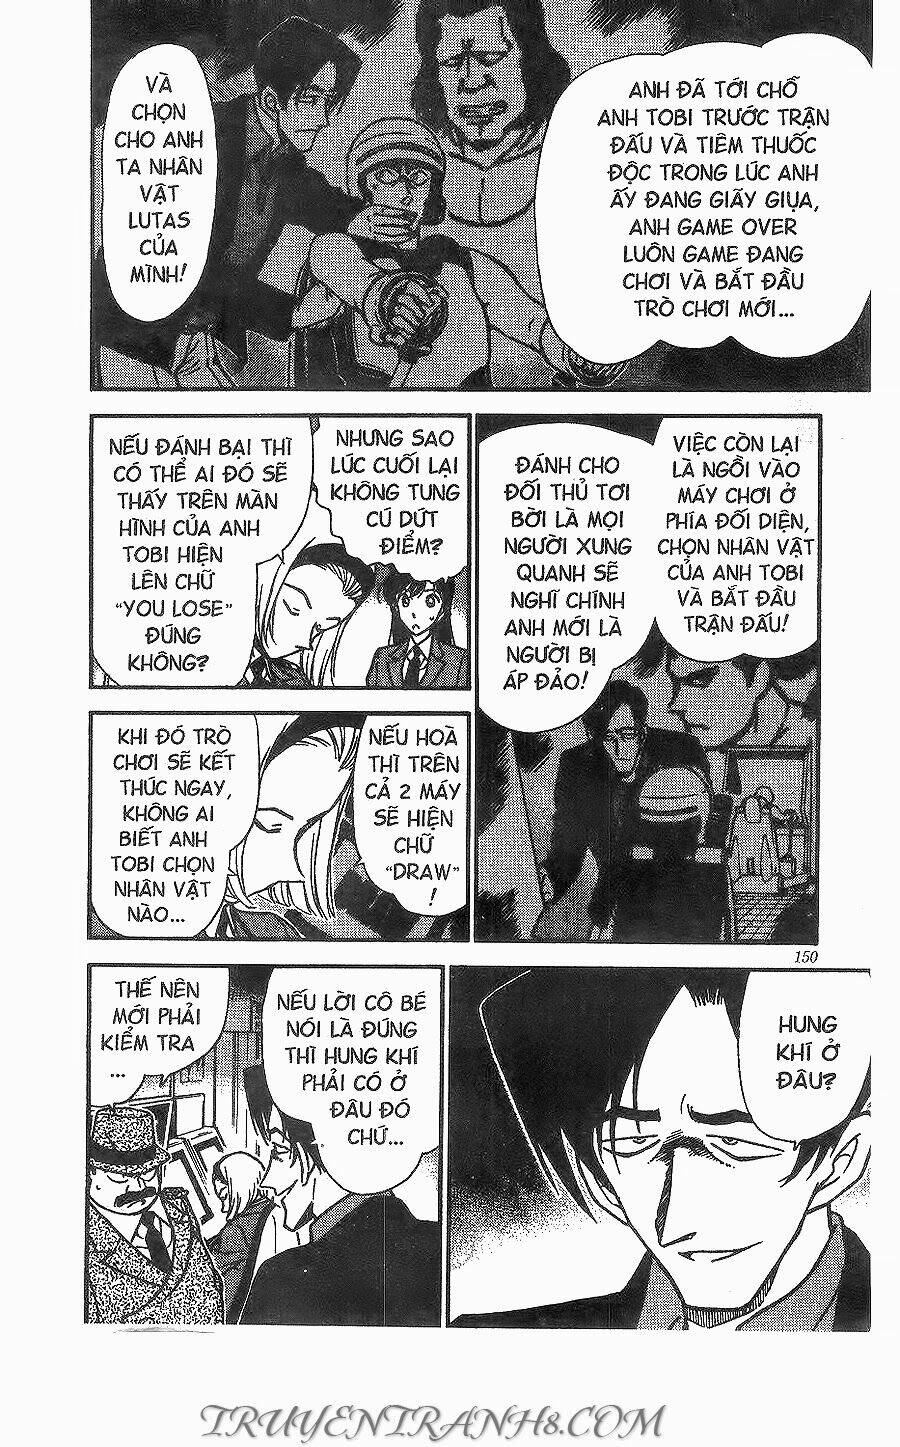 ANH ĐÃ TỚI CHỖ
ANH TOBI TRƯỚC TRẬN
ĐẤU VÀ TIÊM THUỐC
ĐỘC TRONG LÚC ANH
ẤY ĐANG GIÃY GIỤA,
ANH GAME OVER
LUÔN GAME ĐANG
CHƠI VÀ BẮT ĐẦU
TRÒ CHƠI MỚI...
VÀ
CHỌN
CHO ANH
TA NHÂN
VẬT
LUTAS
CỦA
MÌNH!
VIỆC CÒN LẠI
LÀ NGỒI VÀO
MÁY CHƠI Ở
PHÍA ĐỐI DIỆN,
CHỌN NHÂN VẬT
CỦA ANH TOBI
VÀ BẮT ĐẦU
TRẬN ĐẤU!
ĐÁNH CHO
ĐỐI THỦ TƠI
BỜI LÀ MỌI
NGƯỜI XUNG
QUANH SẼ
NGHĨ CHÍNH
ANH MỚI LÀ
NGƯỜI BỊ
ÁP ĐẢO!
NHƯNG SAO
LÚC CUỐI LẠI
KHÔNG TUNG
CÚ DỨT
ĐIỂM?
NẾU ĐÁNH BẠI THÌ
CÓ THỂ AI ĐÓ SẼ
THẤY TRÊN MÀN
HÌNH CỦA ANH
TOBI HIỆN
LÊN CHỮ
"YOU LOSE"
ĐÚNG
KHÔNG?
NẾU HOÀ
THÌ TRÊN
CẢ 2 MÁY
SẼ HIỆN
CHỮ
"DRAW"
!
KHI ĐÓ TRÒ
CHƠI SẼ KẾT
THÚC NGAY,
KHÔNG AI
BIẾT ANH
TOBI CHỌN
NHÂN VẬT
NÀO...
150
HUNG
KHÍ Ở
ĐÂU?
NẾU LỜI CÔ BÉ
NÓI LÀ ĐÚNG
THÌ HUNG KHÍ
PHẢI CÓ Ở
ĐÂU ĐÓ
CHỨ...
THẾ NÊN
MỚI PHẢI
KIỂM TRA
...
TRUYENTRANH8.COM